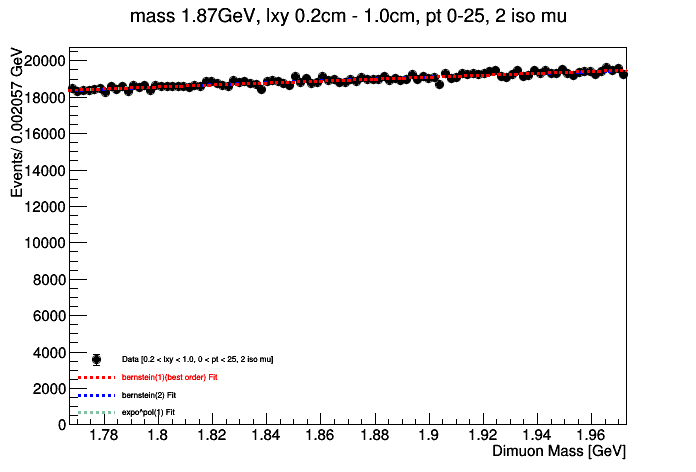 mass 1.87GeV, lxy 0.2cm - 1.0cm, pt 0-25, 2 iso mu
Events/ 0.002057 GeV
20000
18000
16000
14000
12000
10000
8000
6000
4000
2000
0
Data [0.2 < lxy < 1.0, 0 < pt < 25, 2 iso mu]
bernstein(1)(best order) Fit
bernstein(2) Fit
expo^pol(1) Fit
1.78 1.8 1.82 1.84 1.86 1.88 1.9 1.92 1.94 1.96
Dimuon Mass [GeV]